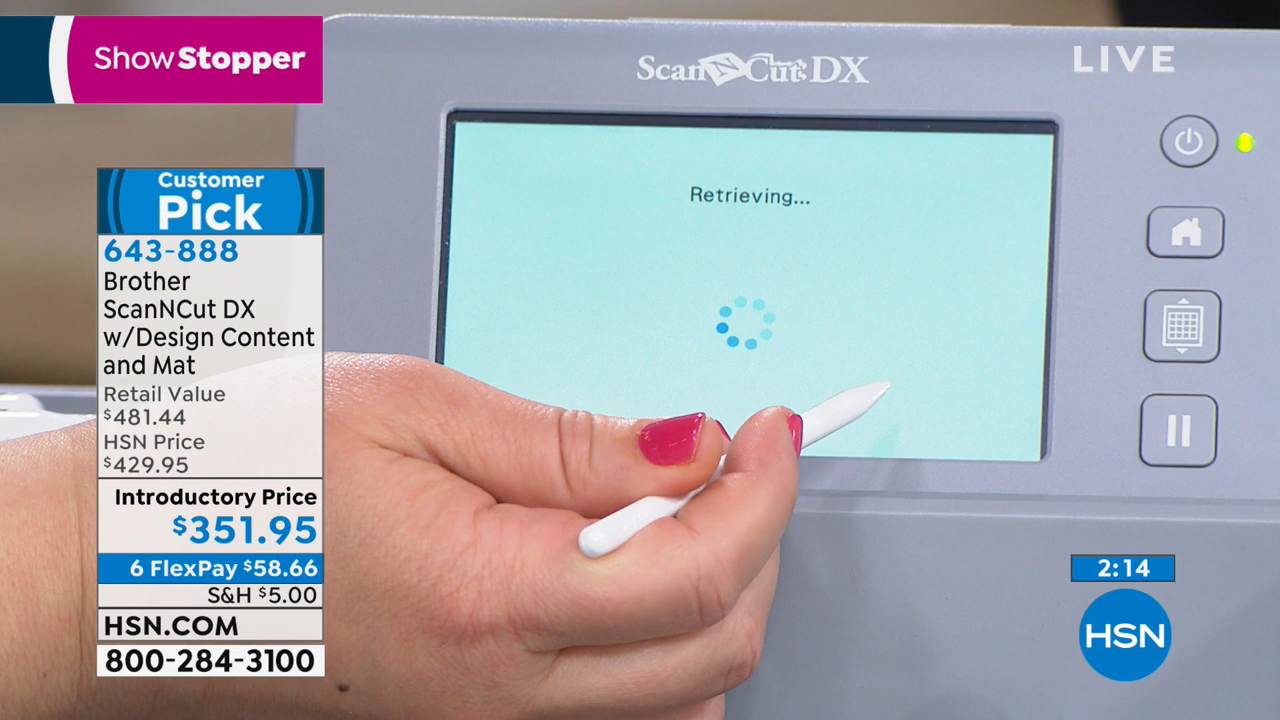 Show Stopper
ScanNCut DX
LIVE
Retrieving...
Customer
Pick
643-888
Brother
ScanNCut DX
w/Design Content
and Mat
Retail Value
$481.44
HSN Price
$429.95
Introductory Price
$351.95
6 FlexPay $58.66
S&H $5.00
HSN.COM
800-284-3100
2:14
HSN